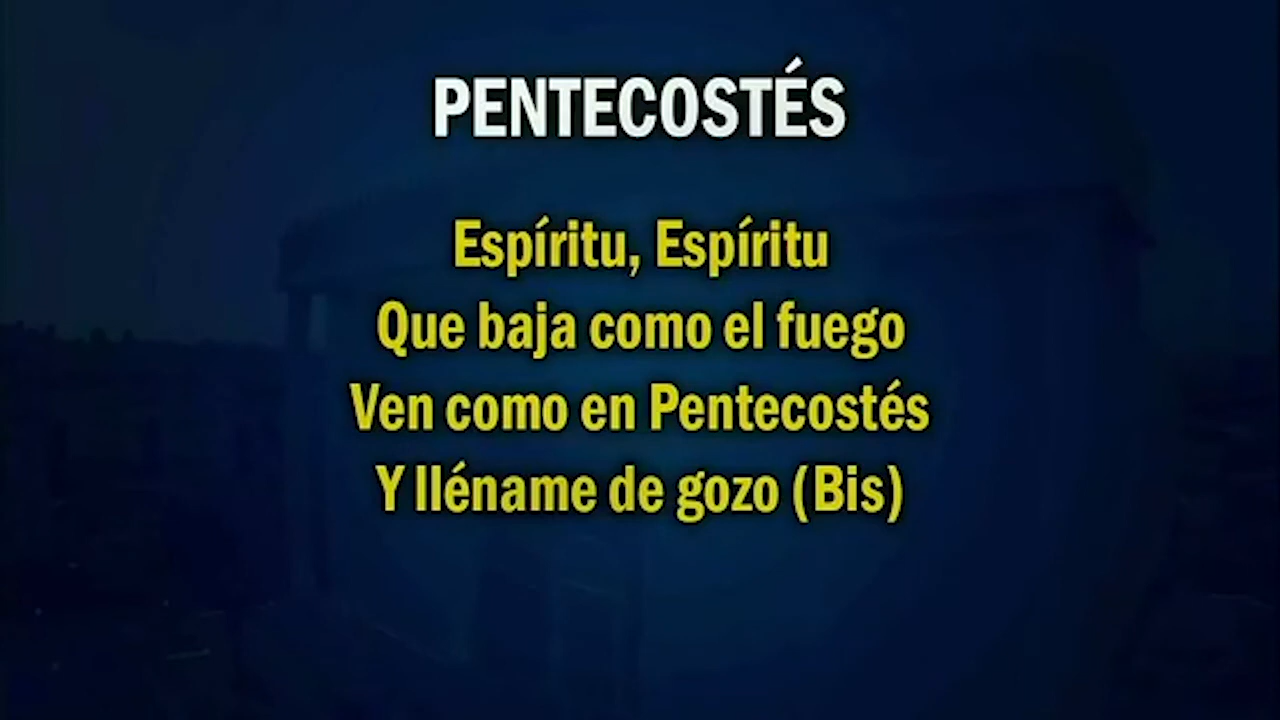 PENTECOSTÉS
Espíritu, Espíritu
Que baja como el fuego
Ven como en Pentecostés
Y lléname de gozo (Bis)